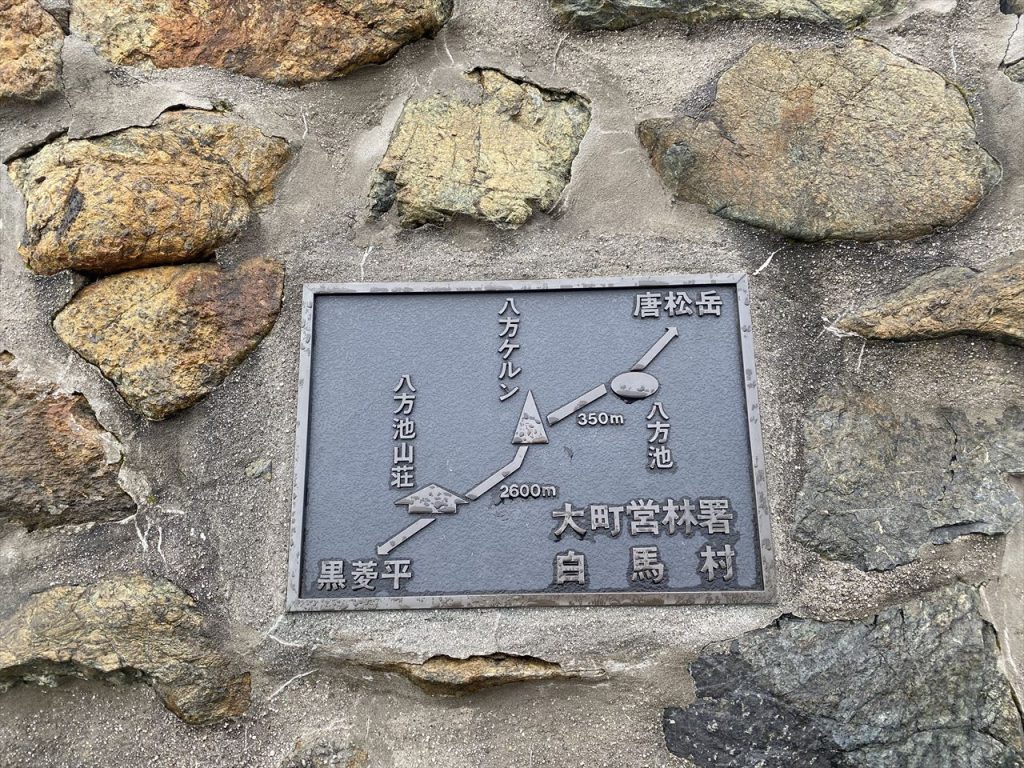 唐松岳
八方ケルン
350m
八方池
八方池山荘
2600m
大町営林署
白馬村
黒菱平